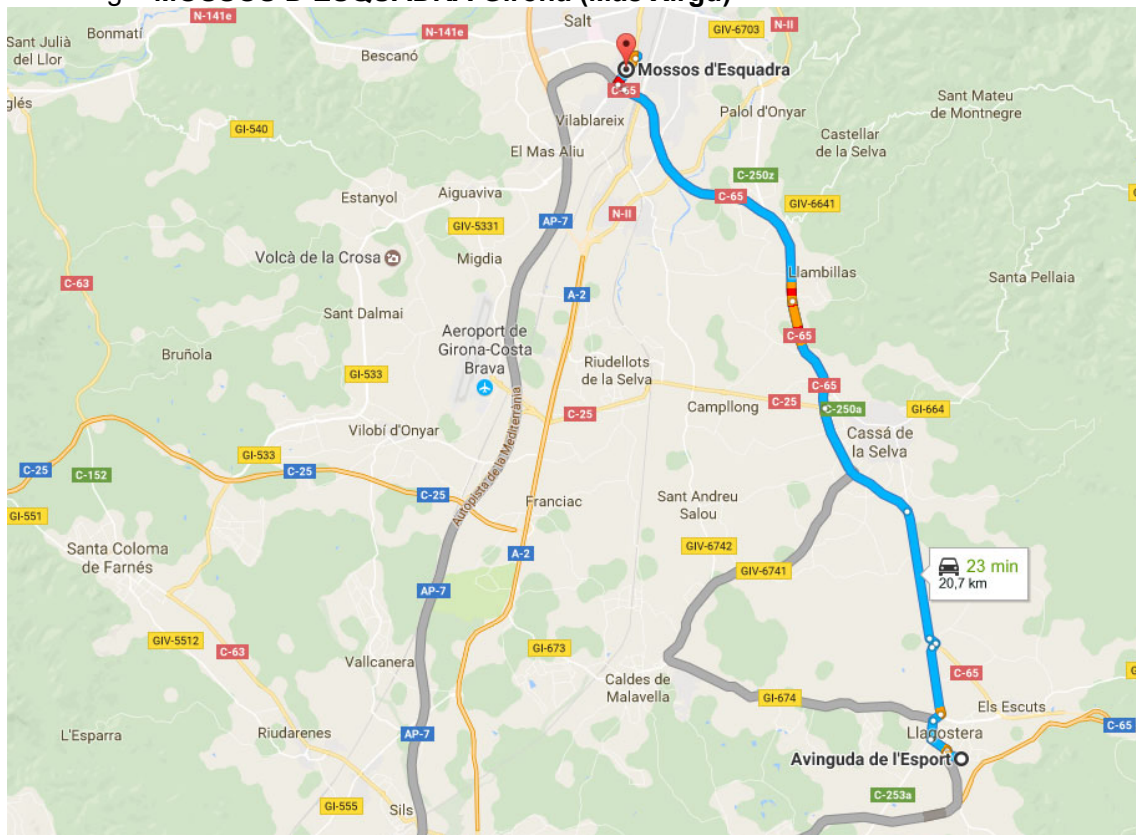 N-141e
Bonmatí
Sant Julià
del Llor
N-141e
Salt
GIV-6703
N-II
Bescanó
Mossos d'Esquadra
C-65
glés
Sant Mateu
de Montnegre
Vilablareix
Palol d'Onyar
GI-540
Castellar
de la Selva
El Mas Aliu
C-250z
Estanyol
Aiguaviva
C-65
GIV-6641
GIV-5331
AP-7
N-II
Volcà de la Crosa
Migdia
Llambillas
Santa Pellaia
C-63
A-2
Sant Dalmai
Aeroport de
Girona-Costa
Brava
C-65
Bruñola
Riudellots
de la Selva
GI-533
C-65
C-25
Campllong
C-25
C-250a
GI-664
Vilobí d'Onyar
Cassá de
la Selva
GI-533
C-25
C-25
C-152
C-25
Autopista de la Mediterrània
Franciac
Sant Andreu
Salou
GI-551
Santa Coloma
de Farnés
A-2
GIV-6742
23 min
20,7 km
GIV-6741
AP-7
GIV-5512
C-63
GI-673
Vallcanera
Caldes de
Malavella
C-65
GI-674
Els Escuts
L'Esparra
Riudarenes
AP-7
Llagostera
C-65
Avinguda de l'Esport
C-253a
GI-555
Sils